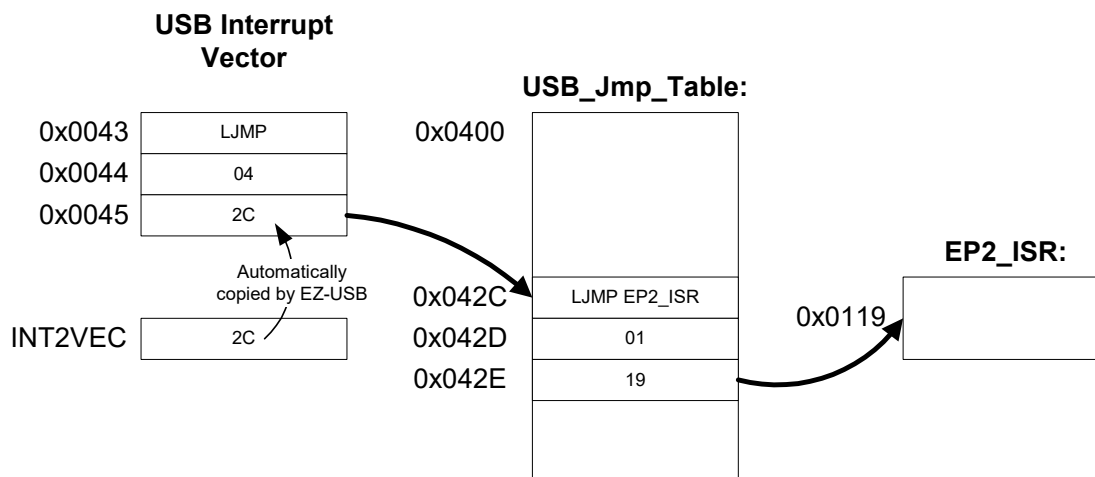 USB Interrupt
Vector
USB_Jmp_Table:
0x0043
LJMP
0x0400
0x0044
04
0x0045
2C
Automatically
copied by EZ-USB
INT2VEC
2C
0x042C
LJMP EP2_ISR
0x042D
01
0x042E
19
EP2_ISR:
0x0119